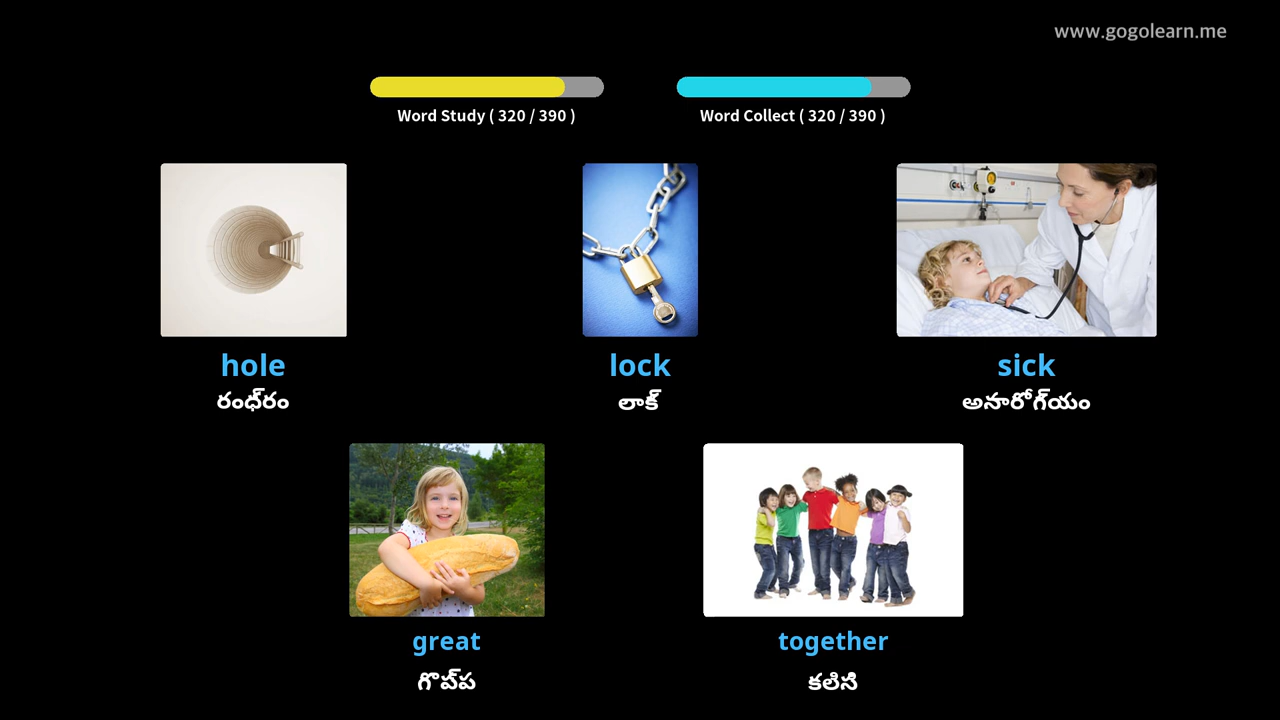 www.gogolearn.me
Word Study ( 320 / 390 )
Word Collect ( 320 / 390 )
hole
lock
sick
రంధ్‌రం
లాక్
అనారోగ్‌యం
great
together
గొప్‌ప
కలిసి